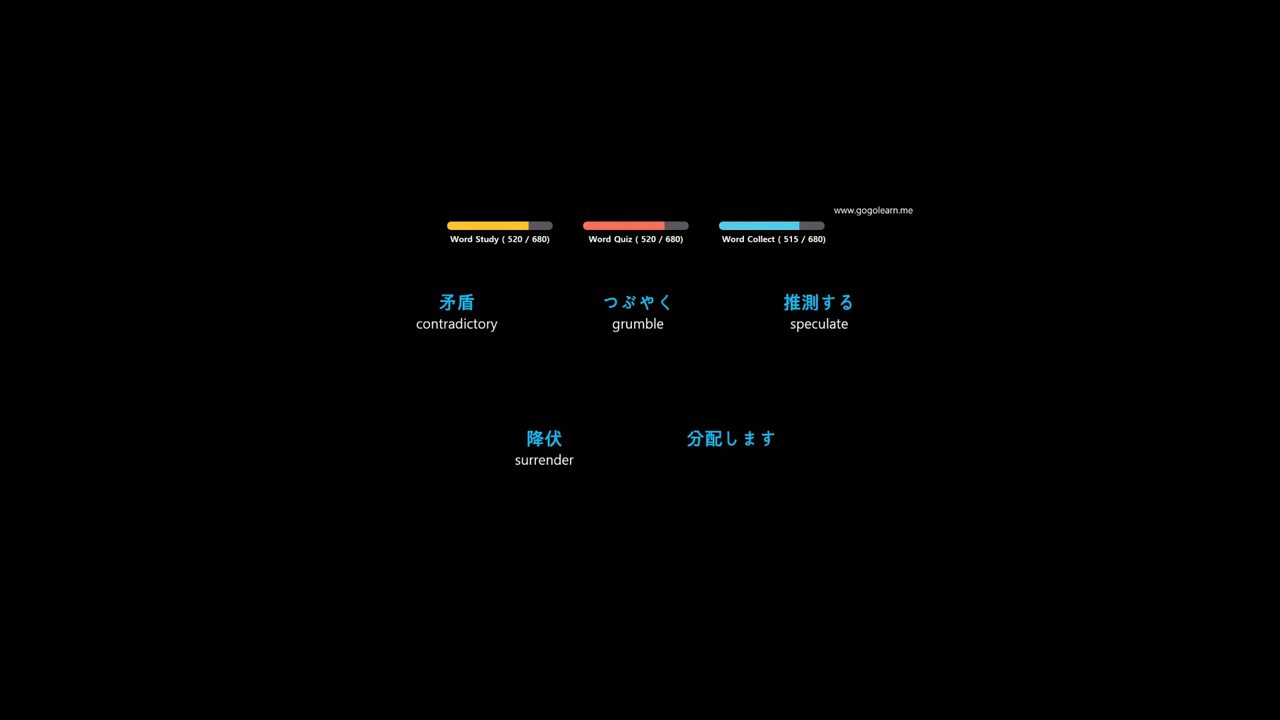 www.gogolearn.me
Word Study ( 520 / 680)
Word Quiz ( 520 / 680)
Word Collect ( 515 / 680)
矛盾
contradictory
つぶやく
grumble
推測する
speculate
降伏
surrender
分配します